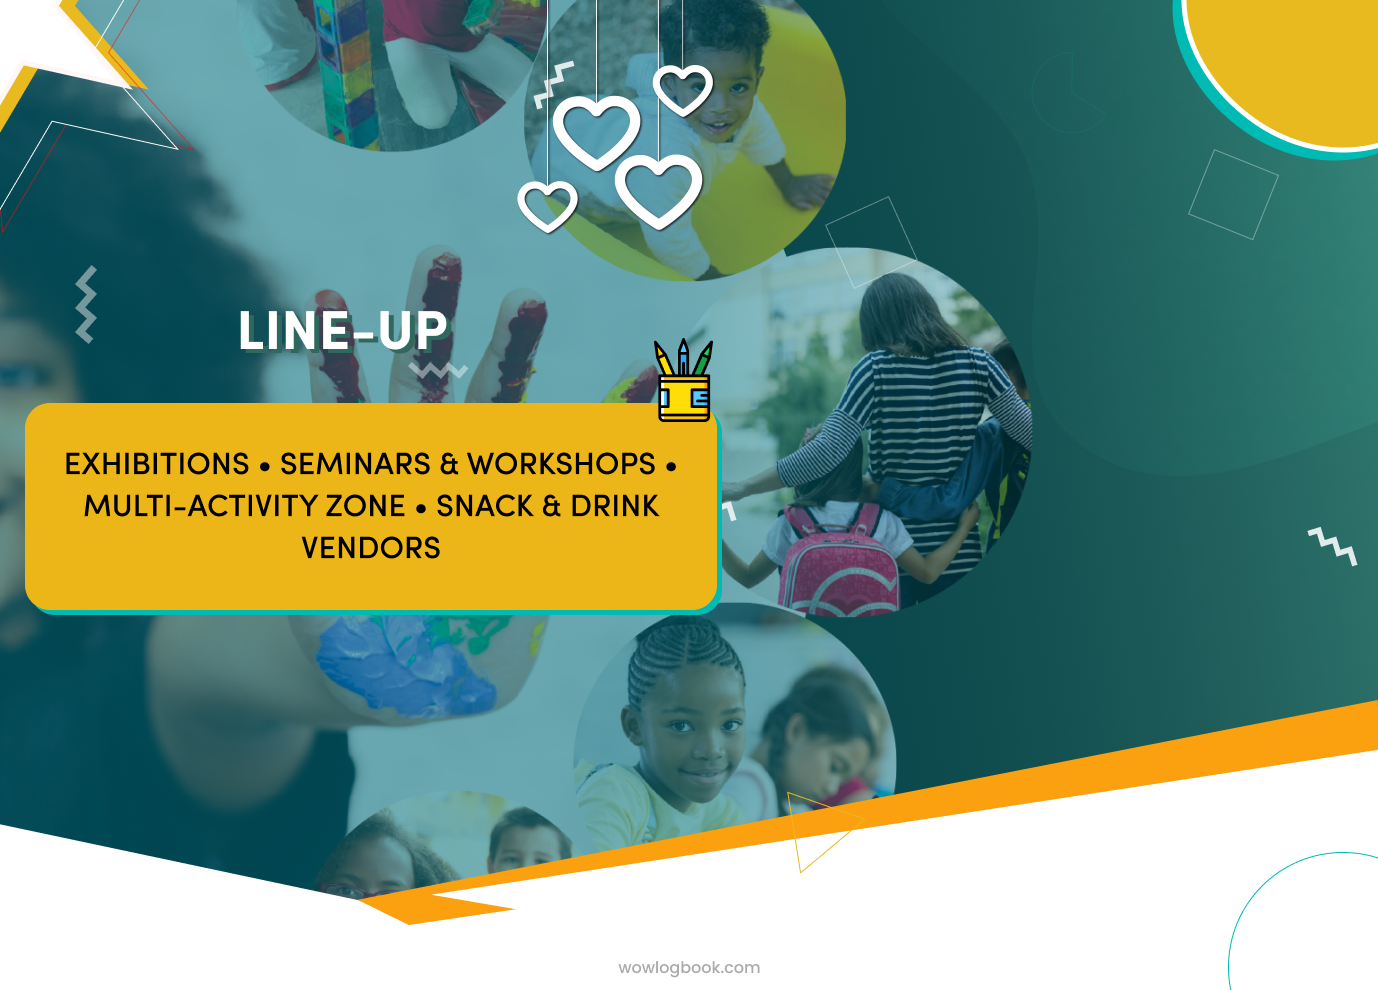 LINE-UP
EXHIBITIONS • SEMINARS & WORKSHOPS •
MULTI-ACTIVITY ZONE • SNACK & DRINK
VENDORS
wowlogbook.com